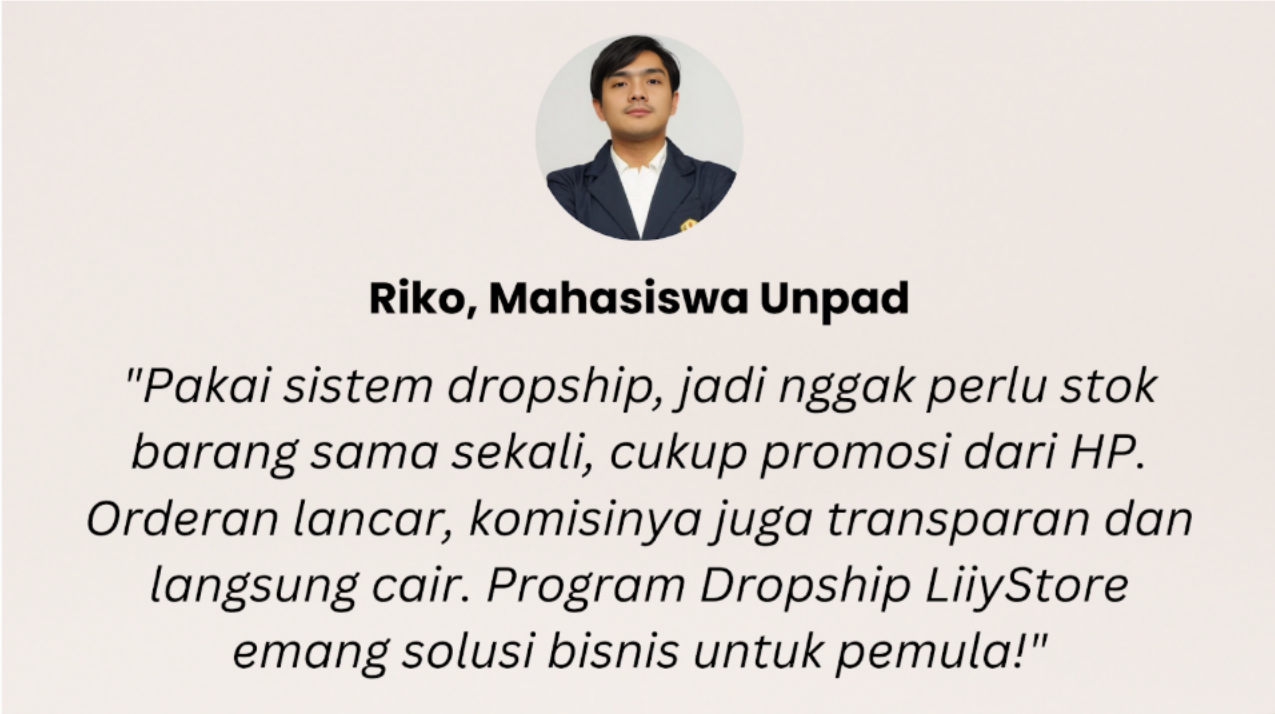 Riko, Mahasiswa Unpad
"Pakai sistem dropship, jadi nggak perlu stok
barang sama sekali, cukup promosi dari HP.
Orderan lancar, komisinya juga transparan dan
langsung cair. Program Dropship LiiyStore
emang solusi bisnis untuk pemula!"